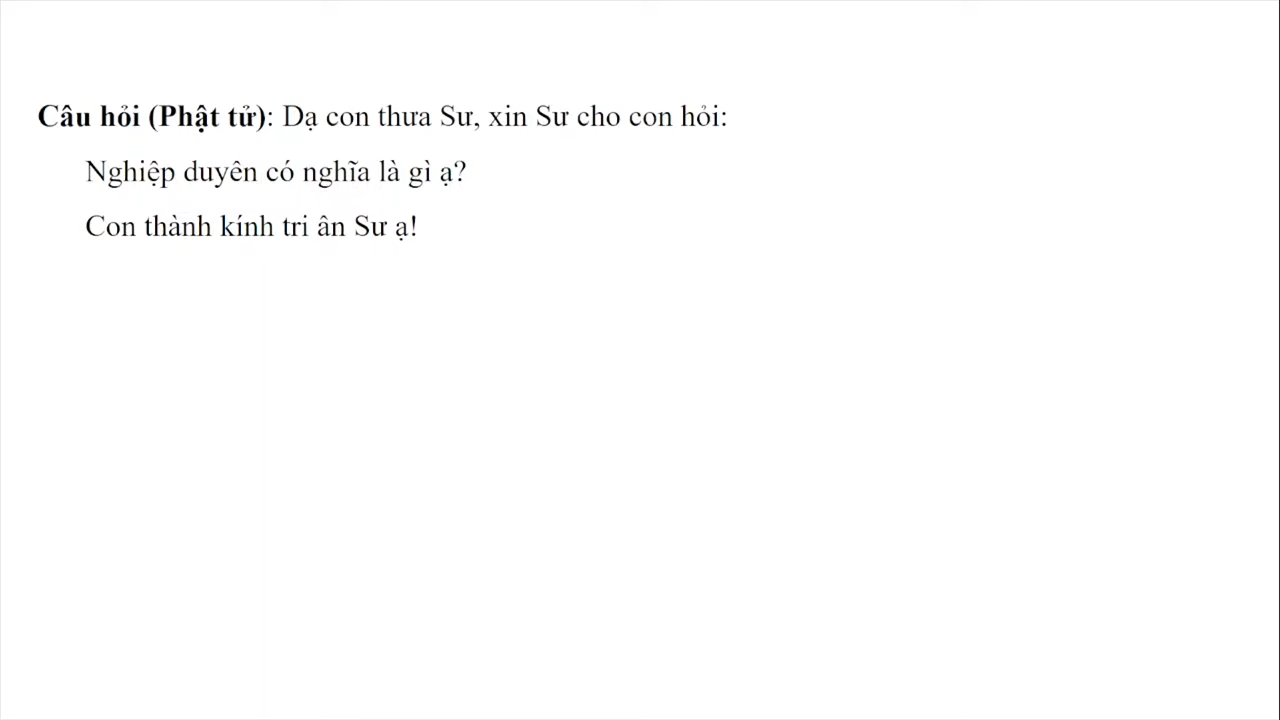 Câu hỏi (Phật tử): Dạ con thưa Sư, xin Sư cho con hỏi:
Nghiệp duyên có nghĩa là gì ạ?
Con thành kính tri ân Sư ạ!